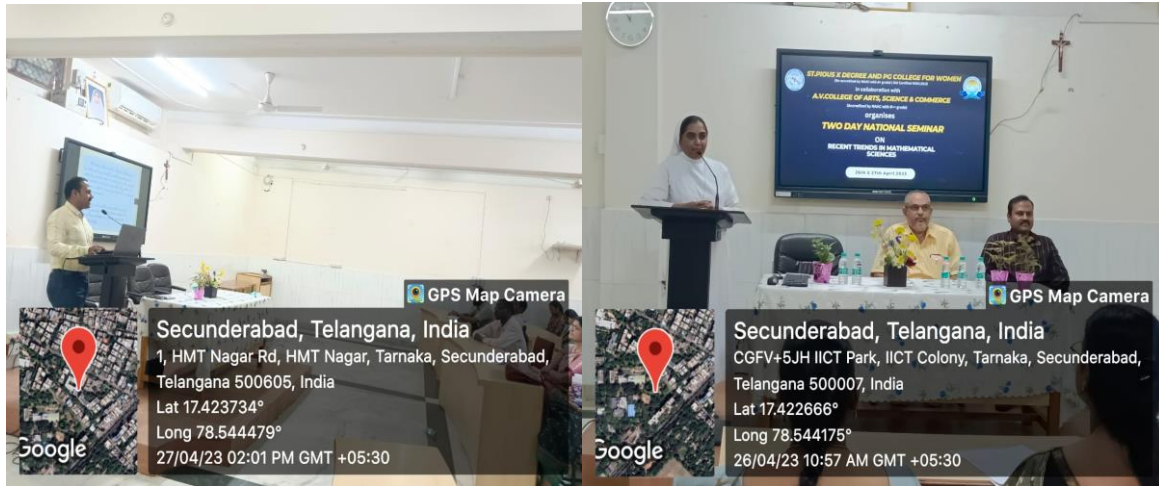 GPS Map Camera
Secunderabad, Telangana, India
1, HMT Nagar Rd, HMT Nagar, Tarnaka, Secunderabad,
Telangana 500605, India
Lat 17.423734°
Long 78.544479°
27/04/23 02:01 PM GMT +05:30
Google
ST.PIOUS X DEGREE AND PG COLLEGE FOR WOMEN
in collaboration with
A.V.COLLEGE OF ARTS, SCIENCE & COMMERCE
organises
TWO DAY NATIONAL SEMINAR
ON
RECENT TRENDS IN MATHEMATICAL
SCIENCES
26th & 27th April 2023
GPS Map Camera
Secunderabad, Telangana, India
CGFV+5JH IICT Park, IICT Colony, Tarnaka, Secunderabad,
Telangana 500007, India
Lat 17.422666°
Long 78.544175°
26/04/23 10:57 AM GMT +05:30
Google